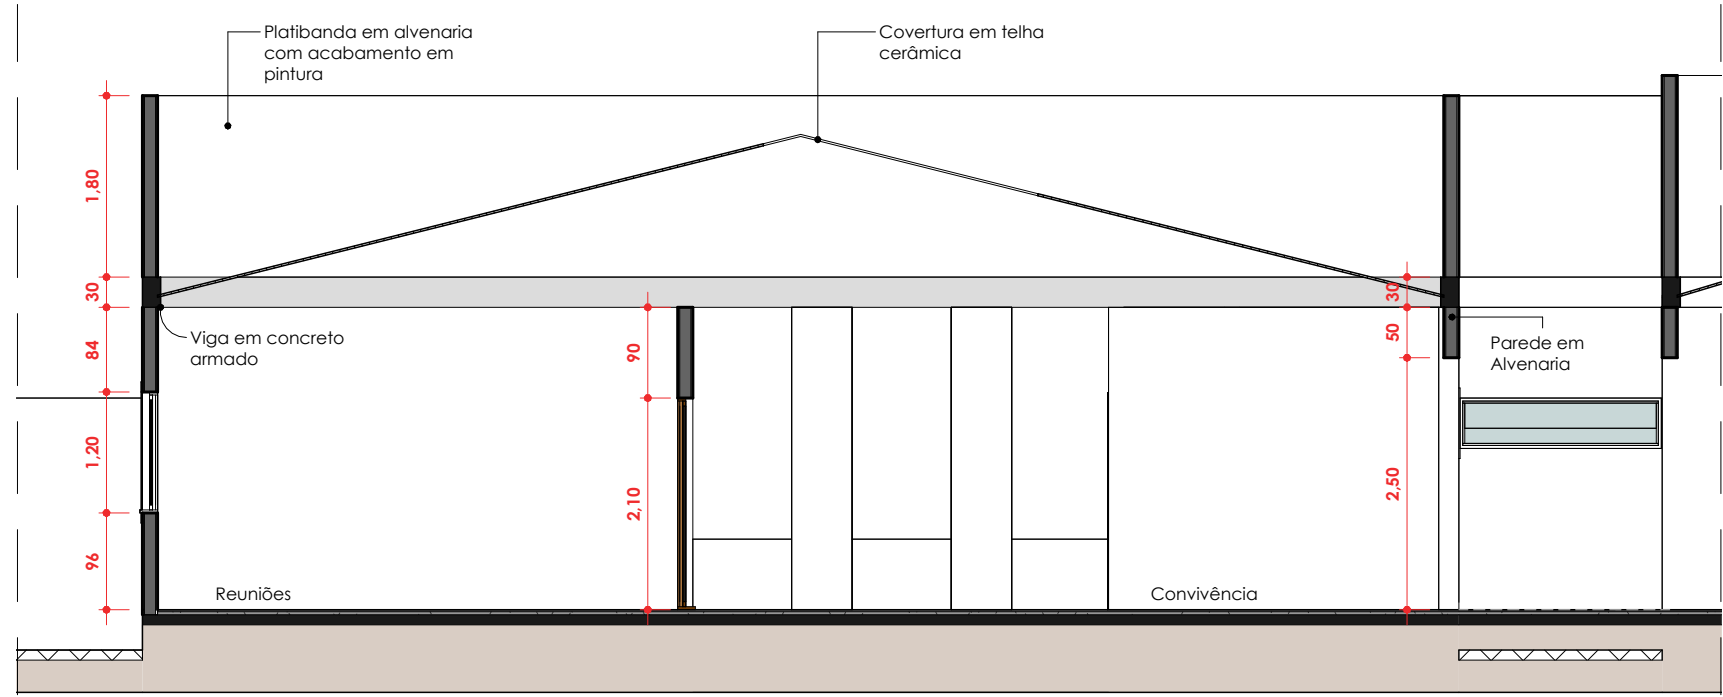 Platibanda em alvenaria
com acabamento em
pintura
Covertura em telha
cerâmica
1,80
30
84
1,20
96
Viga em concreto
armado
90
2,10
30
50
2,50
Parede em
Alvenaria
Reuniões
Convivência